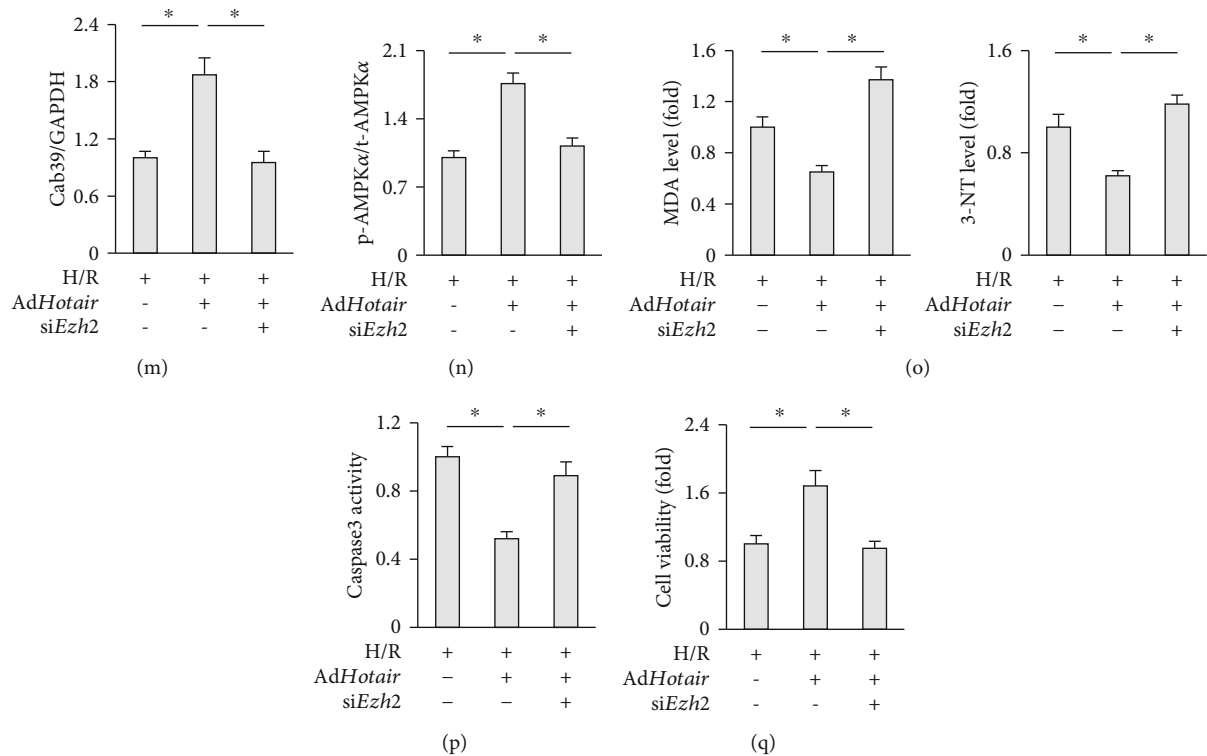 * *
Cab39/GAPDH
2.4
1.8
1.2
0.6
0
H/R + + +
AdHotair - + +
siEzh2 - - +
(m)
* *
p-AMPKα/t-AMPKα
2.1
1.4
0.7
0
H/R + + +
AdHotair - + +
siEzh2 - - +
(n)
* *
MDA level (fold)
1.6
1.2
0.8
0.4
0
H/R + + +
AdHotair − + +
siEzh2 − − +
* *
3-NT level (fold)
1.6
0.8
0
H/R + + +
AdHotair − + +
siEzh2 − − +
(o)
* *
Caspase3 activity
1.2
0.8
0.4
0
H/R + + +
AdHotair − + +
siEzh2 − − +
(p)
* *
Cell viability (fold)
2.4
1.6
0.8
0
H/R + + +
AdHotair - + +
siEzh2 - - +
(q)